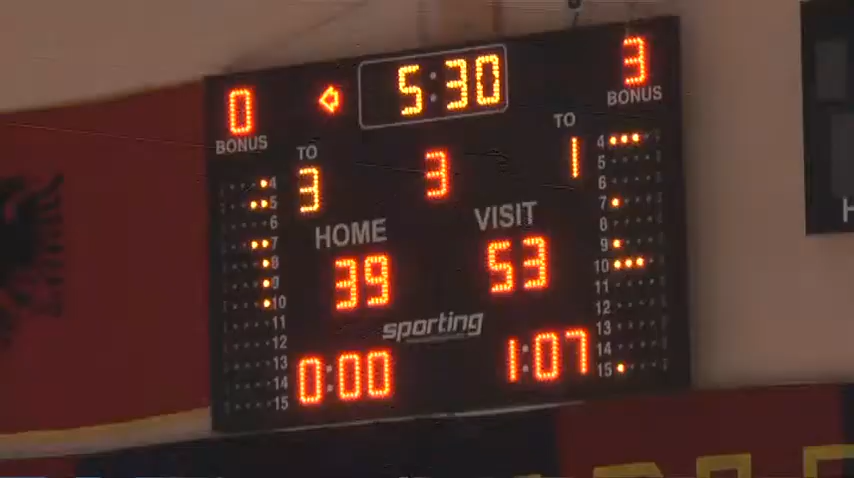 0 5:30 3
BONUS BONUS
TO TO
3 3 1
4 4
5 5
6 6
7 7
8 8
9 9
10 10
11 11
12 12
13 13
14 14
15 15
HOME VISIT
39 53
sporting
0:00 1:07
H